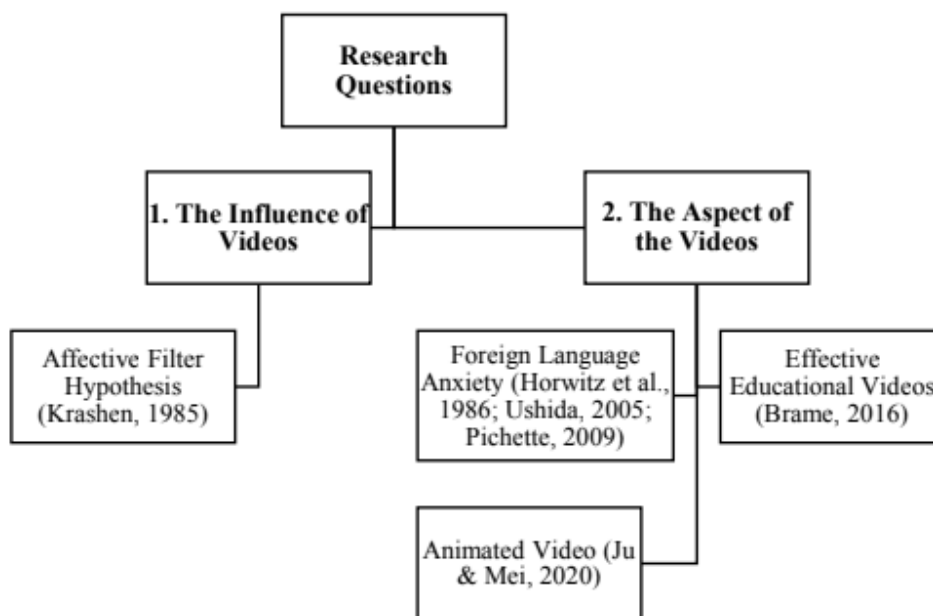 Research
Questions
1. The Influence of
Videos
2. The Aspect of
the Videos
Affective Filter
Hypothesis
(Krashen, 1985)
Foreign Language
Anxiety (Horwitz et al.,
1986; Ushida, 2005;
Pichette, 2009)
Effective
Educational Videos
(Brame, 2016)
Animated Video (Ju
& Mei, 2020)